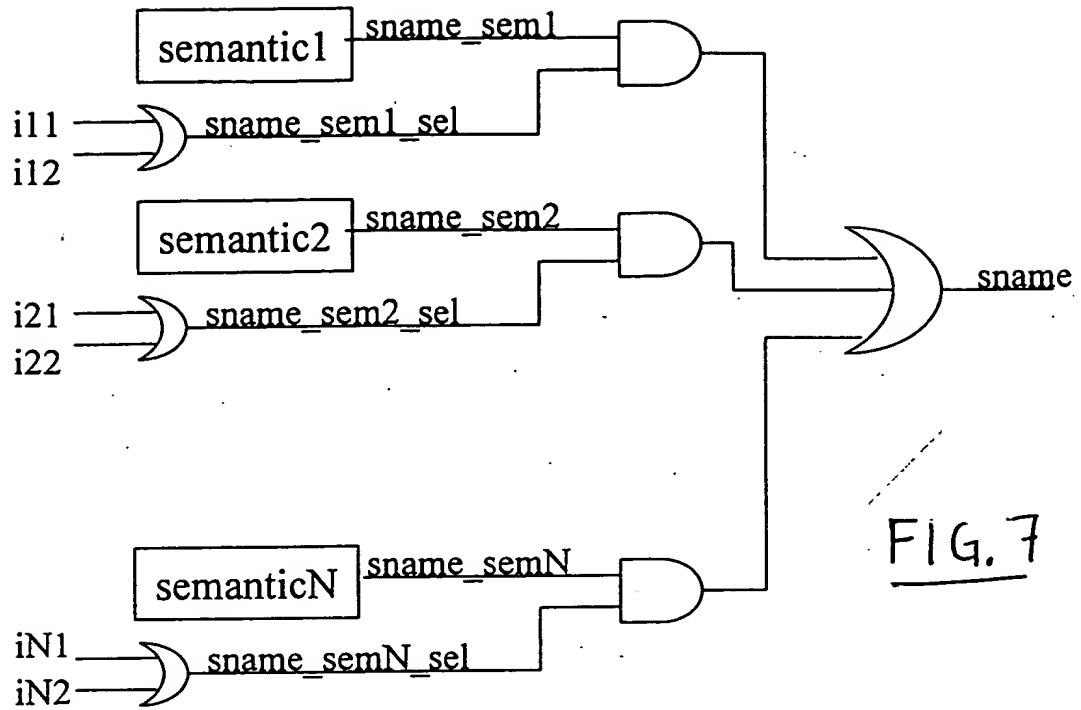 semantic1
sname_sem1
i11
i12
sname_sem1_sel
semantic2
sname_sem2
i21
i22
sname_sem2_sel
sname
semanticN
sname_semN
iN1
iN2
sname_semN_sel
FIG. 7